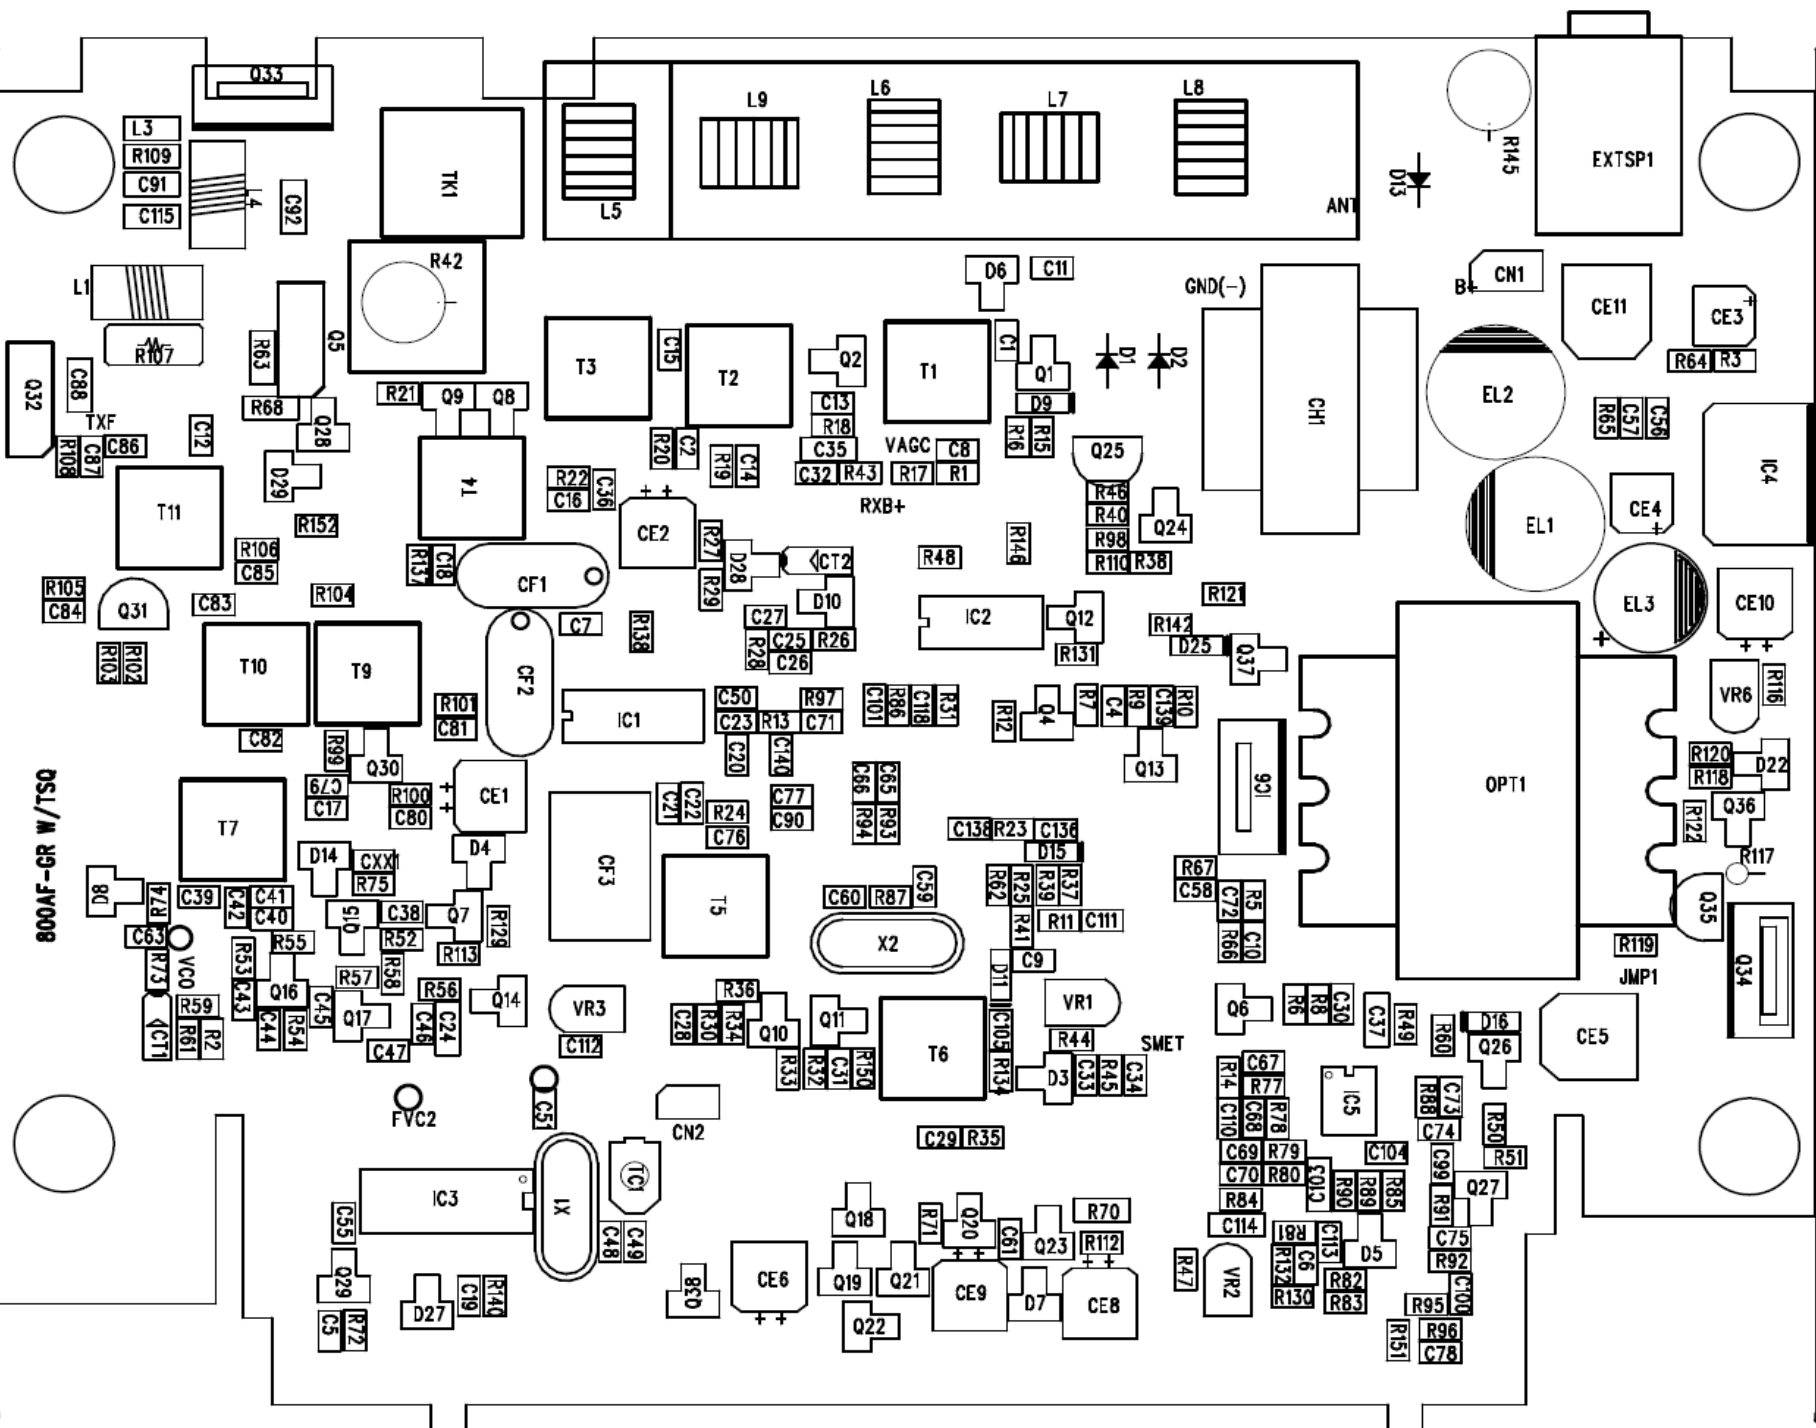 Q33
L3
R109
C91
C115
L4
C92
TK1
L5
L9
L6
L7
L8
ANT
D13
R145
EXTSP1
L1
R107
R42
D6
C11
GND(-)
B+
CN1
CE11
CE3
R64
R3
Q32
C88
TXF
R63
Q5
R68
Q28
R21
Q9
Q8
T3
C15
T2
Q2
T1
C1
Q1
D9
D1
D2
CH1
EL2
R65
C57
C56
IC4
R108
C87
C86
C12
D29
T4
R20
C2
R19
C14
C13
R18
C35
C32
R43
VAGC
C8
R17
R1
RXB+
R16
R15
Q25
R46
R40
R98
R110
R38
Q24
EL1
CE4
T11
R152
R106
C85
R137
C18
R22
C16
C36
CE2
R27
D28
R29
CT2
D10
R48
R146
R105
C84
Q31
C83
R104
CF1
C7
R138
C27
C25
R26
R28
C26
IC2
Q12
R131
R121
R142
D25
Q37
EL3
CE10
R103
R102
T10
T9
R101
C81
CF2
IC1
C50
R97
C23
R13
C71
C20
C140
C101
R86
C118
R31
R12
Q4
R7
C4
R9
C139
R10
Q13
VR6
R116
C82
R99
Q30
C79
C17
R100
C80
CE1
C21
C22
R24
C76
C77
C90
C66
C65
R94
R93
IC6
OPT1
R120
R118
D22
Q36
R122
R117
800AF-GR W/TSQ
T7
D14
CXX1
R75
D4
CF3
T5
C138
R23
C136
D15
R67
C58
D8
R74
C39
C42
C41
C40
Q15
C38
R52
Q7
R129
R113
C60
R87
C59
R62
R25
R39
R37
R41
R11
C111
C72
R5
R66
C10
Q35
C63
R73
VCO
R53
C43
R55
Q16
R57
R58
X2
D11
C9
R119
JMP1
Q34
CT1
R59
R61
R2
C44
R54
C45
Q17
C47
R56
C46
C24
Q14
VR3
C112
R36
C28
R30
R34
Q10
Q11
R33
R32
C31
R150
T6
C105
R134
VR1
R44
D3
C33
R45
C34
SMET
Q6
R6
R8
C30
C37
R49
R60
D16
Q26
CE5
FVC2
C51
CN2
C29
R35
R14
C67
R77
C110
C68
R78
IC5
R88
C73
C74
R50
R51
IC3
X1
TC1
C69
R79
C70
R80
C103
R90
R89
R85
C104
C99
R91
Q27
C55
C48
C49
Q18
R71
Q20
C61
Q23
R70
R112
R84
C114
R81
C113
D5
C75
R92
Q29
D27
C19
R140
Q38
CE6
Q19
Q21
CE9
D7
CE8
R47
VR2
R132
C6
R130
R82
R83
R95
C100
C5
R72
Q22
R151
R96
C78